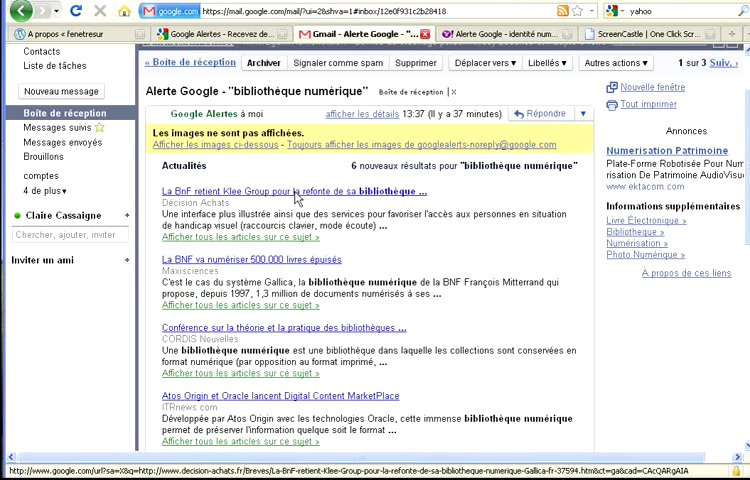 google.com
https://mail.google.com/mail/?ui=2&shva=1#inbox/12e0f931c2b28418
yahoo
A propos « fenetresur
Google Alertes - Recevez de...
Gmail - Alerte Google - "...
Alerte Google - identité num...
ScreenCastle | One Click Scr...
Contacts
Liste de tâches
Nouveau message
Boîte de réception
Messages suivis
Messages envoyés
Brouillons
comptes
4 de plus▼
Claire Cassaigne
Chercher, ajouter, inviter
Inviter un ami
« Boîte de réception
Archiver
Signaler comme spam
Supprimer
Déplacer vers▼
Libellés▼
Autres actions▼
1 sur 3
Suiv. ›
Alerte Google - "bibliothèque numérique"
Boîte de réception | X
Google Alertes à moi
afficher les détails 13:37 (Il y a 37 minutes)
Répondre
Les images ne sont pas affichées.
Afficher les images ci-dessous - Toujours afficher les images de googlealerts-noreply@google.com
Actualités
6 nouveaux résultats pour "bibliothèque numérique"
La BnF retient Klee Group pour la refonte de sa bibliothèque ...
Décision Achats
Une interface plus illustrée ainsi que des services pour favoriser l'accès aux personnes en situation
de handicap visuel (raccourcis clavier, mode écoute) ...
Afficher tous les articles sur ce sujet »
La BNF va numériser 500.000 livres épuisés
Maxisciences
C'est le cas du système Gallica, la bibliothèque numérique de la BNF François Mitterrand qui
propose, depuis 1997, 1,3 million de documents numérisés à ses ...
Afficher tous les articles sur ce sujet »
Conférence sur la théorie et la pratique des bibliothèques ...
CORDIS Nouvelles
Une bibliothèque numérique est une bibliothèque dans laquelle les collections sont conservées en
format numérique (par opposition au format imprimé, ...
Atos Origin et Oracle lancent Digital Content MarketPlace
ITRnews.com
Développée par Atos Origin avec les technologies Oracle, cette immense bibliothèque numérique
permet de préserver l'information quelque soit le format ...
Afficher tous les articles sur ce sujet »
Nouvelle fenêtre
Tout imprimer
Annonces
Numérisation Patrimoine
Plate-Forme Robotisée Pour Num
risation De Patrimoine AudioVisu
www.ektacom.com
Informations supplémentaires
Livre Électronique »
Bibliotheque »
Numérisation »
Photo Numérique »
À propos de ces liens
http://www.google.com/url?sa=X&q=http://www.decision-achats.fr/Breves/La-BnF-retient-Klee-Group-pour-la-refonte-de-sa-bibliotheque-numerique-Gallica-fr-37594.htm&ct=ga&cad=CAcQARgAIA